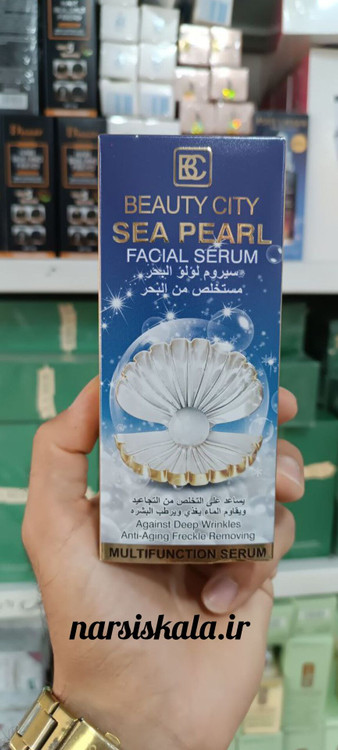 BC
BEAUTY CITY
SEA PEARL
FACIAL SERUM
سيروم لؤلؤ البحر
مستخلص من البحر
يساعد على التخلص من التجاعيد
ويقاوم الماء يغذي ويرطب البشره
Against Deep Wrinkles
Anti-Aging Freckle Removing
MULTIFUNCTION SERUM
narsiskala.ir